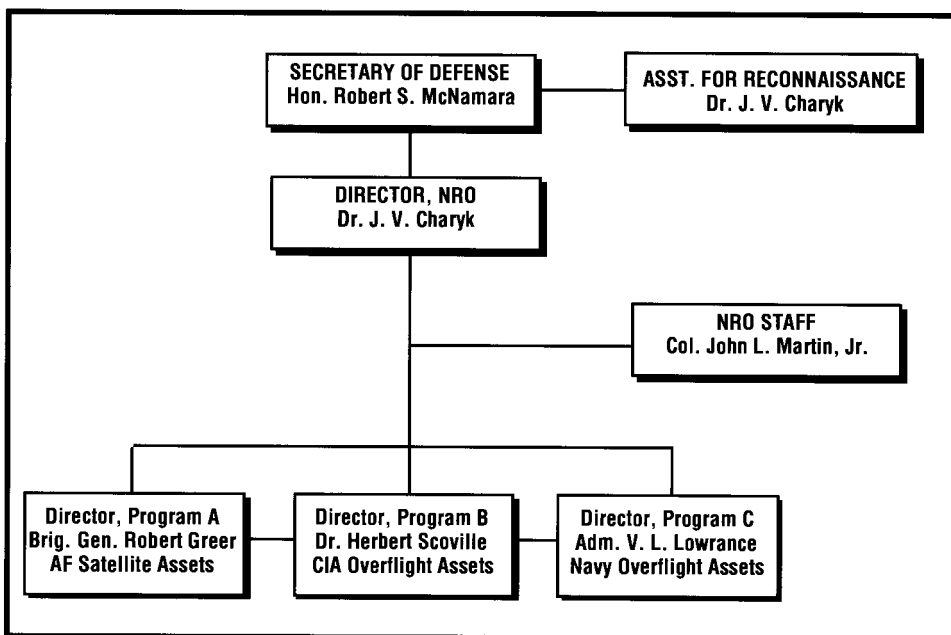 SECRETARY OF DEFENSE
Hon. Robert S. McNamara
ASST. FOR RECONNAISSANCE
Dr. J. V. Charyk
DIRECTOR, NRO
Dr. J. V. Charyk
NRO STAFF
Col. John L. Martin, Jr.
Director, Program A
Brig. Gen. Robert Greer
AF Satellite Assets
Director, Program B
Dr. Herbert Scoville
CIA Overflight Assets
Director, Program C
Adm. V. L. Lowrance
Navy Overflight Assets